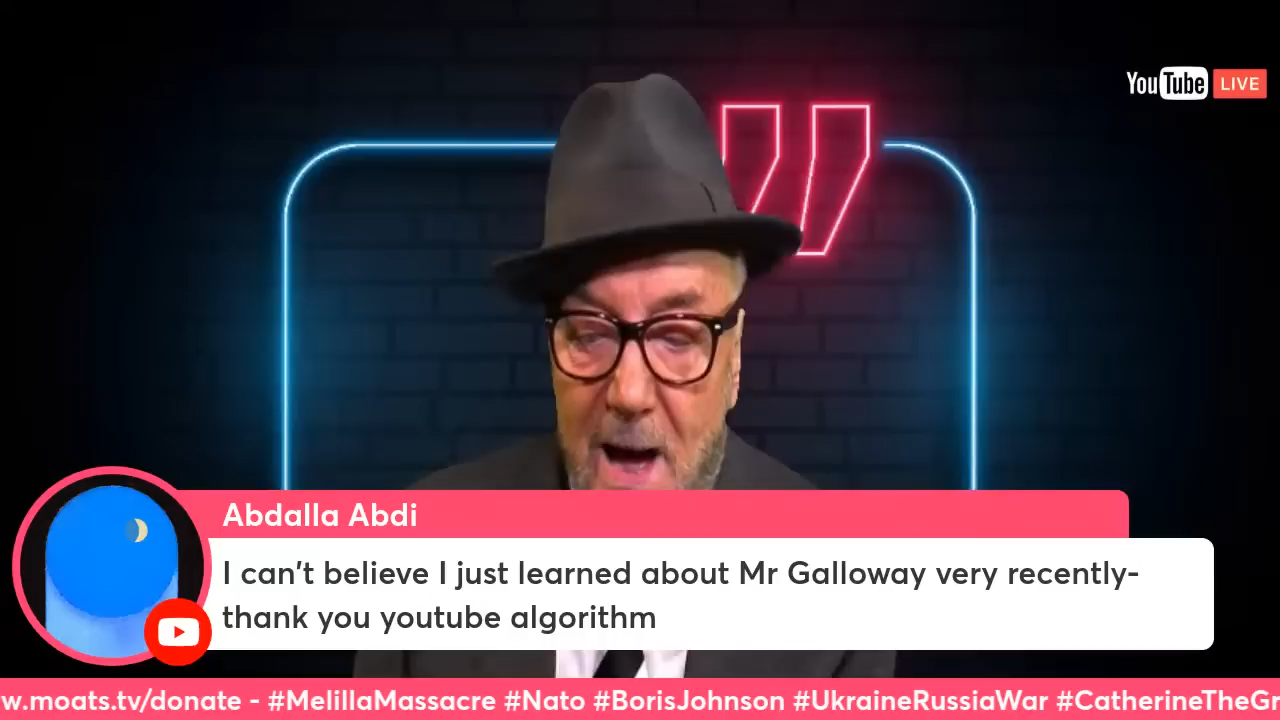 YouTube LIVE
Abdalla Abdi
I can't believe I just learned about Mr Galloway very recently-
thank you youtube algorithm
w.moats.tv/donate - #MelillaMassacre #Nato #BorisJohnson #UkraineRussiaWar #CatherineTheGr